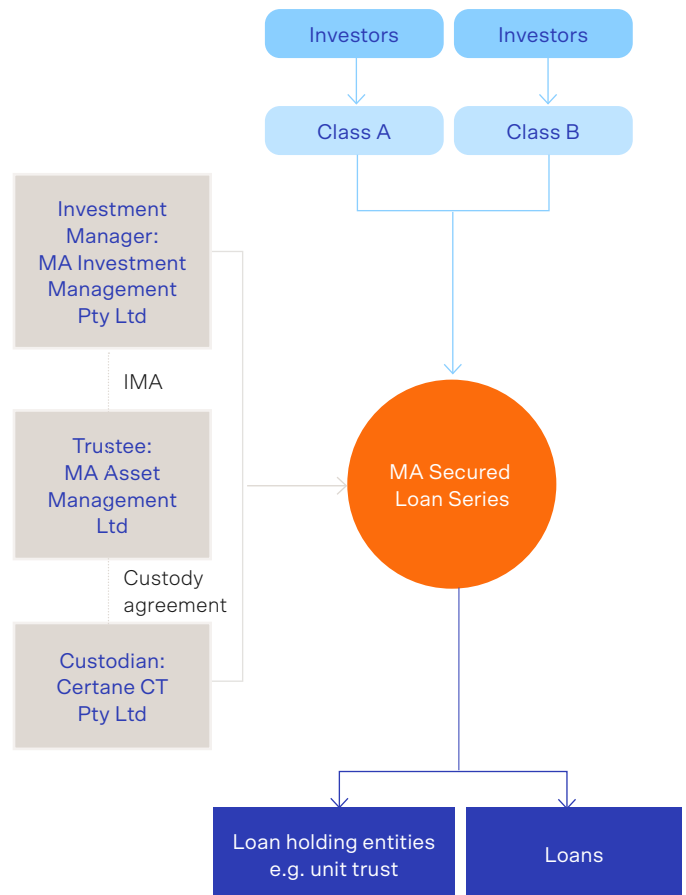 Investors
Investors
Class A
Class B
Investment
Manager:
MA Investment
Management
Pty Ltd
IMA
Trustee:
MA Asset
Management
Ltd
Custody
agreement
Custodian:
Certane CT
Pty Ltd
MA Secured
Loan Series
Loan holding entities
e.g. unit trust
Loans